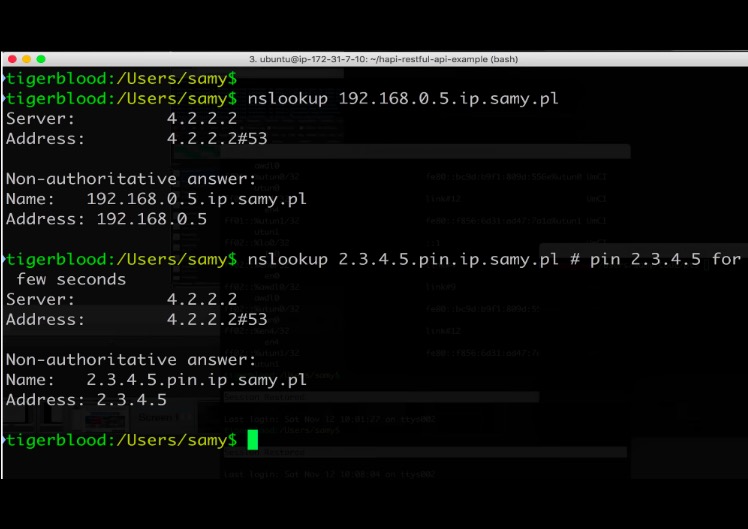 3. ubuntu@ip-172-31-7-10: ~/hapi-restful-api-example (bash)
tigerblood:/Users/samy$
tigerblood:/Users/samy$ nslookup 192.168.0.5.ip.samy.pl
Server: 4.2.2.2
Address: 4.2.2.2#53
Non-authoritative answer:
Name: 192.168.0.5.ip.samy.pl
Address: 192.168.0.5
tigerblood:/Users/samy$ nslookup 2.3.4.5.pin.ip.samy.pl # pin 2.3.4.5 for
few seconds
Server: 4.2.2.2
Address: 4.2.2.2#53
Non-authoritative answer:
Name: 2.3.4.5.pin.ip.samy.pl
Address: 2.3.4.5
tigerblood:/Users/samy$